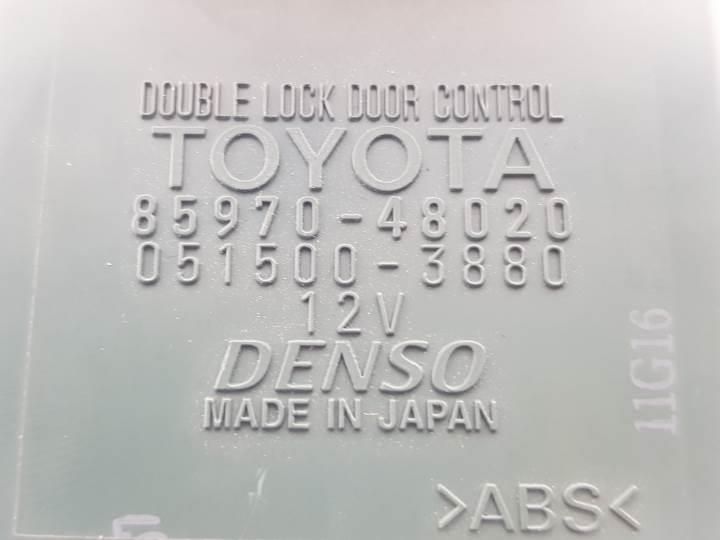 DOUBLE LOCK DOOR CONTROL
TOYOTA
85970-48020
051500-3880
12V
DENSO
MADE IN JAPAN
11G16
>ABS<